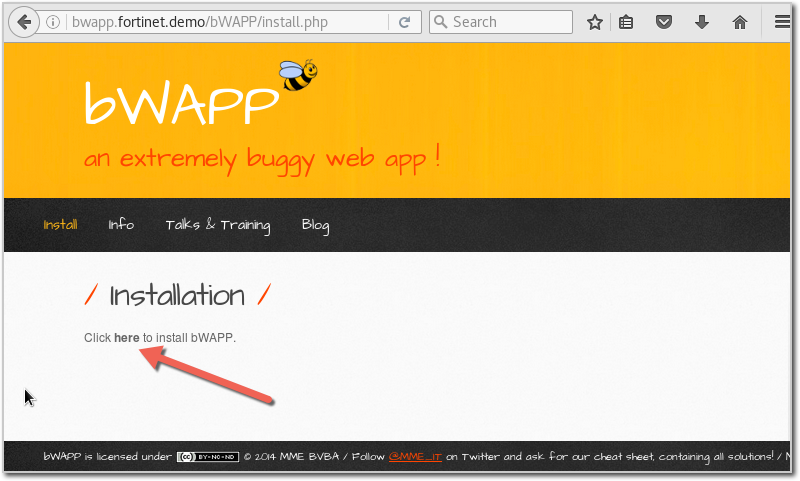 bwapp.fortinet.demo/bWAPP/install.php
Search
bWAPP
an extremely buggy web app !
Install Info Talks & Training Blog
/ Installation /
Click here to install bWAPP.
bWAPP is licensed under CC BY-NC-ND © 2014 MME BVBA / Follow @MME_IT on Twitter and ask for our cheat sheet, containing all solutions! /